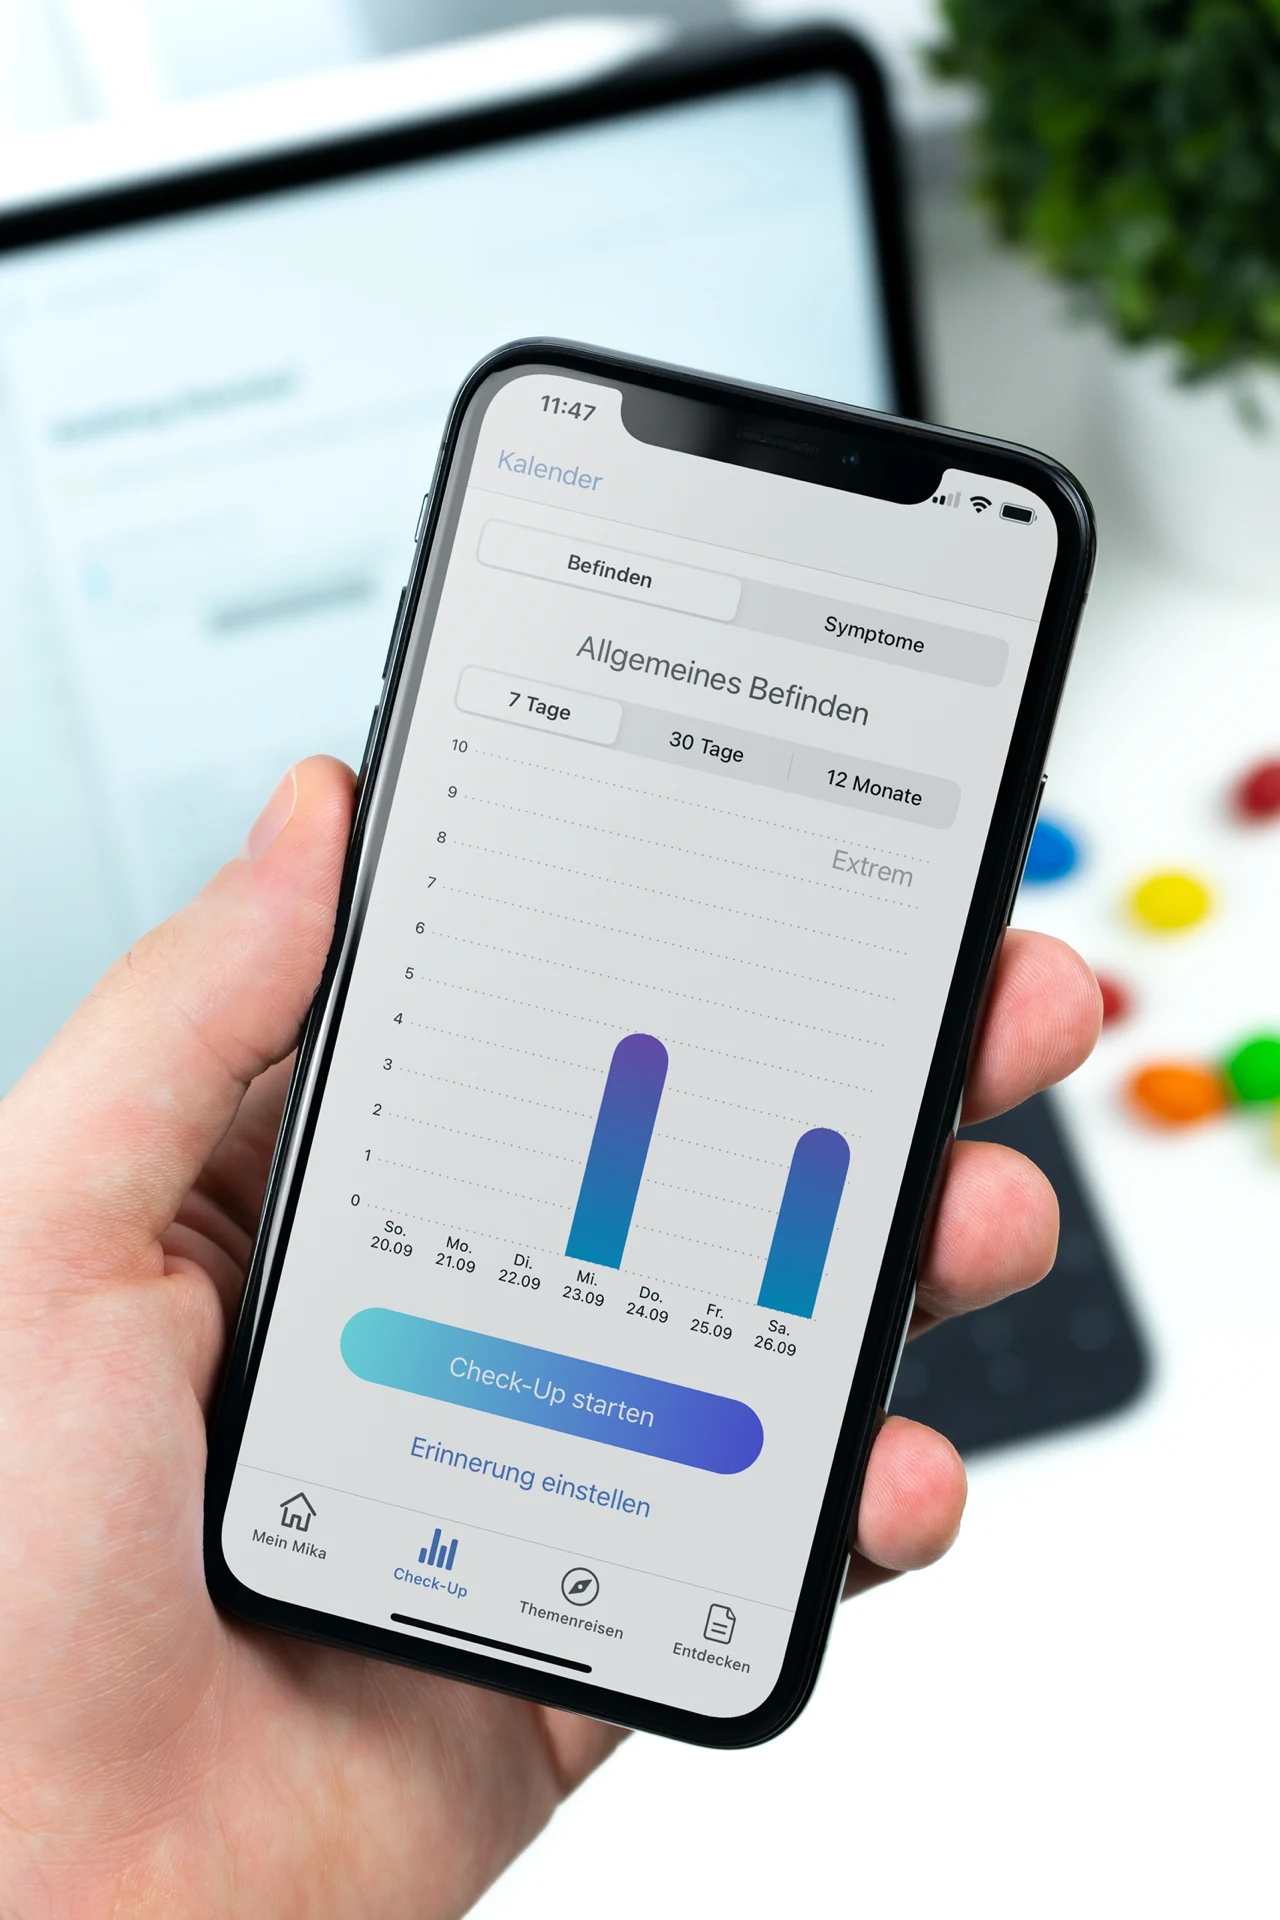 11:47
Kalender
Befinden
Symptome
Allgemeines Befinden
7 Tage
30 Tage
12 Monate
10
9
Extrem
8
7
6
5
4
3
2
1
0
So.
20.09
Mo.
21.09
Di.
22.09
Mi.
23.09
Do.
24.09
Fr.
25.09
Sa.
26.09
Check-Up starten
Erinnerung einstellen
Mein Mika
Check-Up
Themenreisen
Entdecken